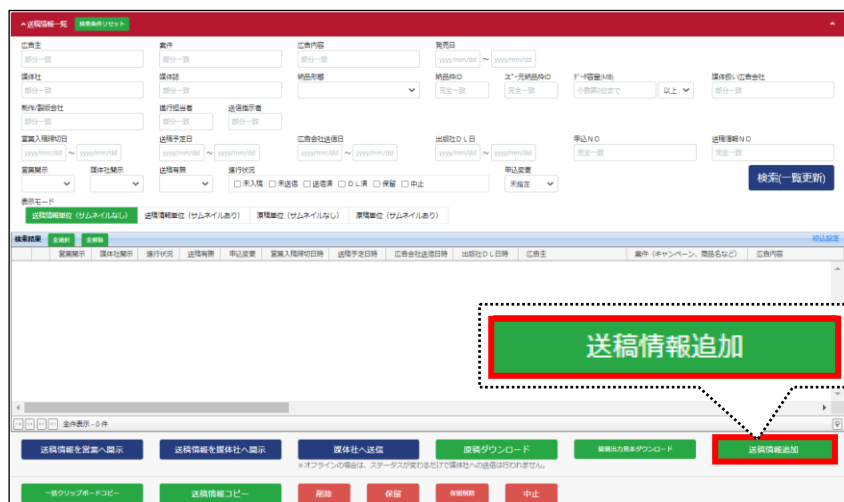 送稿情報一覧 検索条件リセット
広告主 案件 広告内容 発売日
部分一致 部分一致 部分一致 yyyy/mm/dd ~ yyyy/mm/dd
媒体社 媒体誌 納品形態 納品枠ID ｺﾋﾟｰ元納品枠ID ﾃﾞｰﾀ容量(MB) 媒体扱い広告会社
部分一致 部分一致 完全一致 完全一致 小数第2位まで 以上 部分一致
制作/製版会社 進行担当者 送信指示者
部分一致 部分一致 部分一致
営業入稿締切日 送稿予定日 広告会社送信日 出版社ＤＬ日 申込ＮＯ 送稿情報ＮＯ
yyyy/mm/dd ~ yyyy/mm/dd yyyy/mm/dd ~ yyyy/mm/dd yyyy/mm/dd ~ yyyy/mm/dd yyyy/mm/dd ~ yyyy/mm/dd 完全一致 完全一致
営業開示 媒体社開示 送稿有無 進行状況 申込変更
未入稿 未送信 送信済 ＤＬ済 保留 中止 未指定 検索(一覧更新)
表示モード
送稿情報単位（サムネイルなし） 送稿情報単位（サムネイルあり） 原稿単位（サムネイルなし） 原稿単位（サムネイルあり）
検索結果 全選択 全解除 絞込設定
営業開示 媒体社開示 進行状況 送稿有無 申込変更 営業入稿締切日時 送稿予定日時 広告会社送信日時 出版社ＤＬ日時 広告主 案件（キャンペーン、商品名など） 広告内容
送稿情報追加
全件表示 - 0 件
送稿情報を営業へ開示 送稿情報を媒体社へ開示 媒体社へ送信 原稿ダウンロード 簡易出力見本ダウンロード 送稿情報追加
※オフラインの場合は、ステータスが変わるだけで媒体社への送信は行われません。
一括クリップボードコピー 送稿情報コピー 削除 保留 保留解除 中止